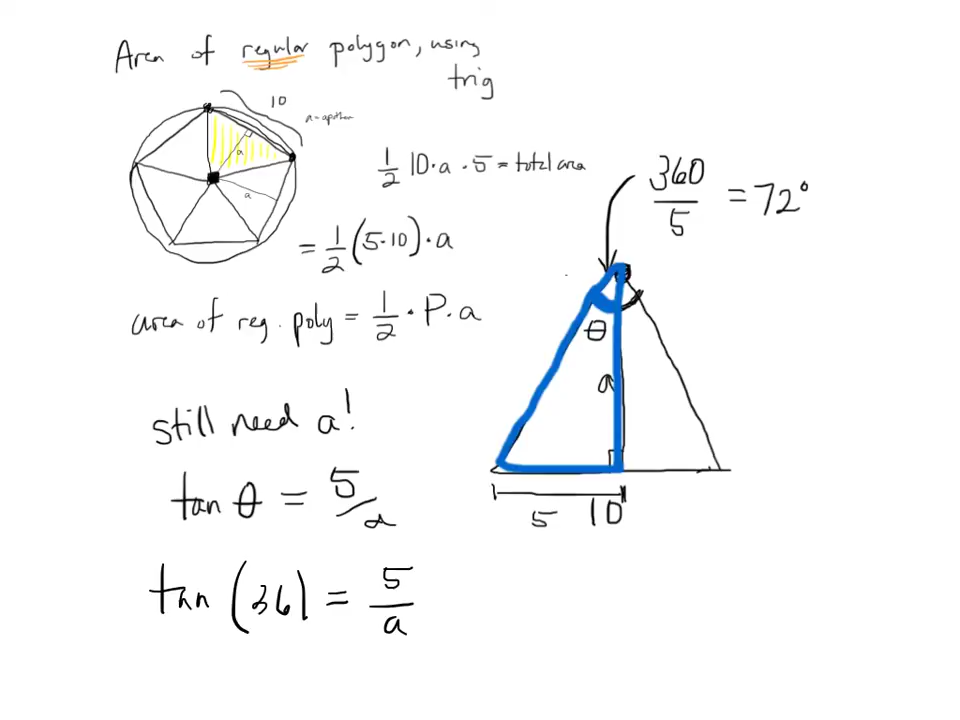 Area of regular polygon, using
trig
10
a = apothem
a
a
1/2 10·a·5 = total area
360/5 = 72°
= 1/2 (5·10)·a
area of reg. poly = 1/2 · P·a
θ
a
still need a!
tan θ = 5/a
5 10
tan (36) = 5/a